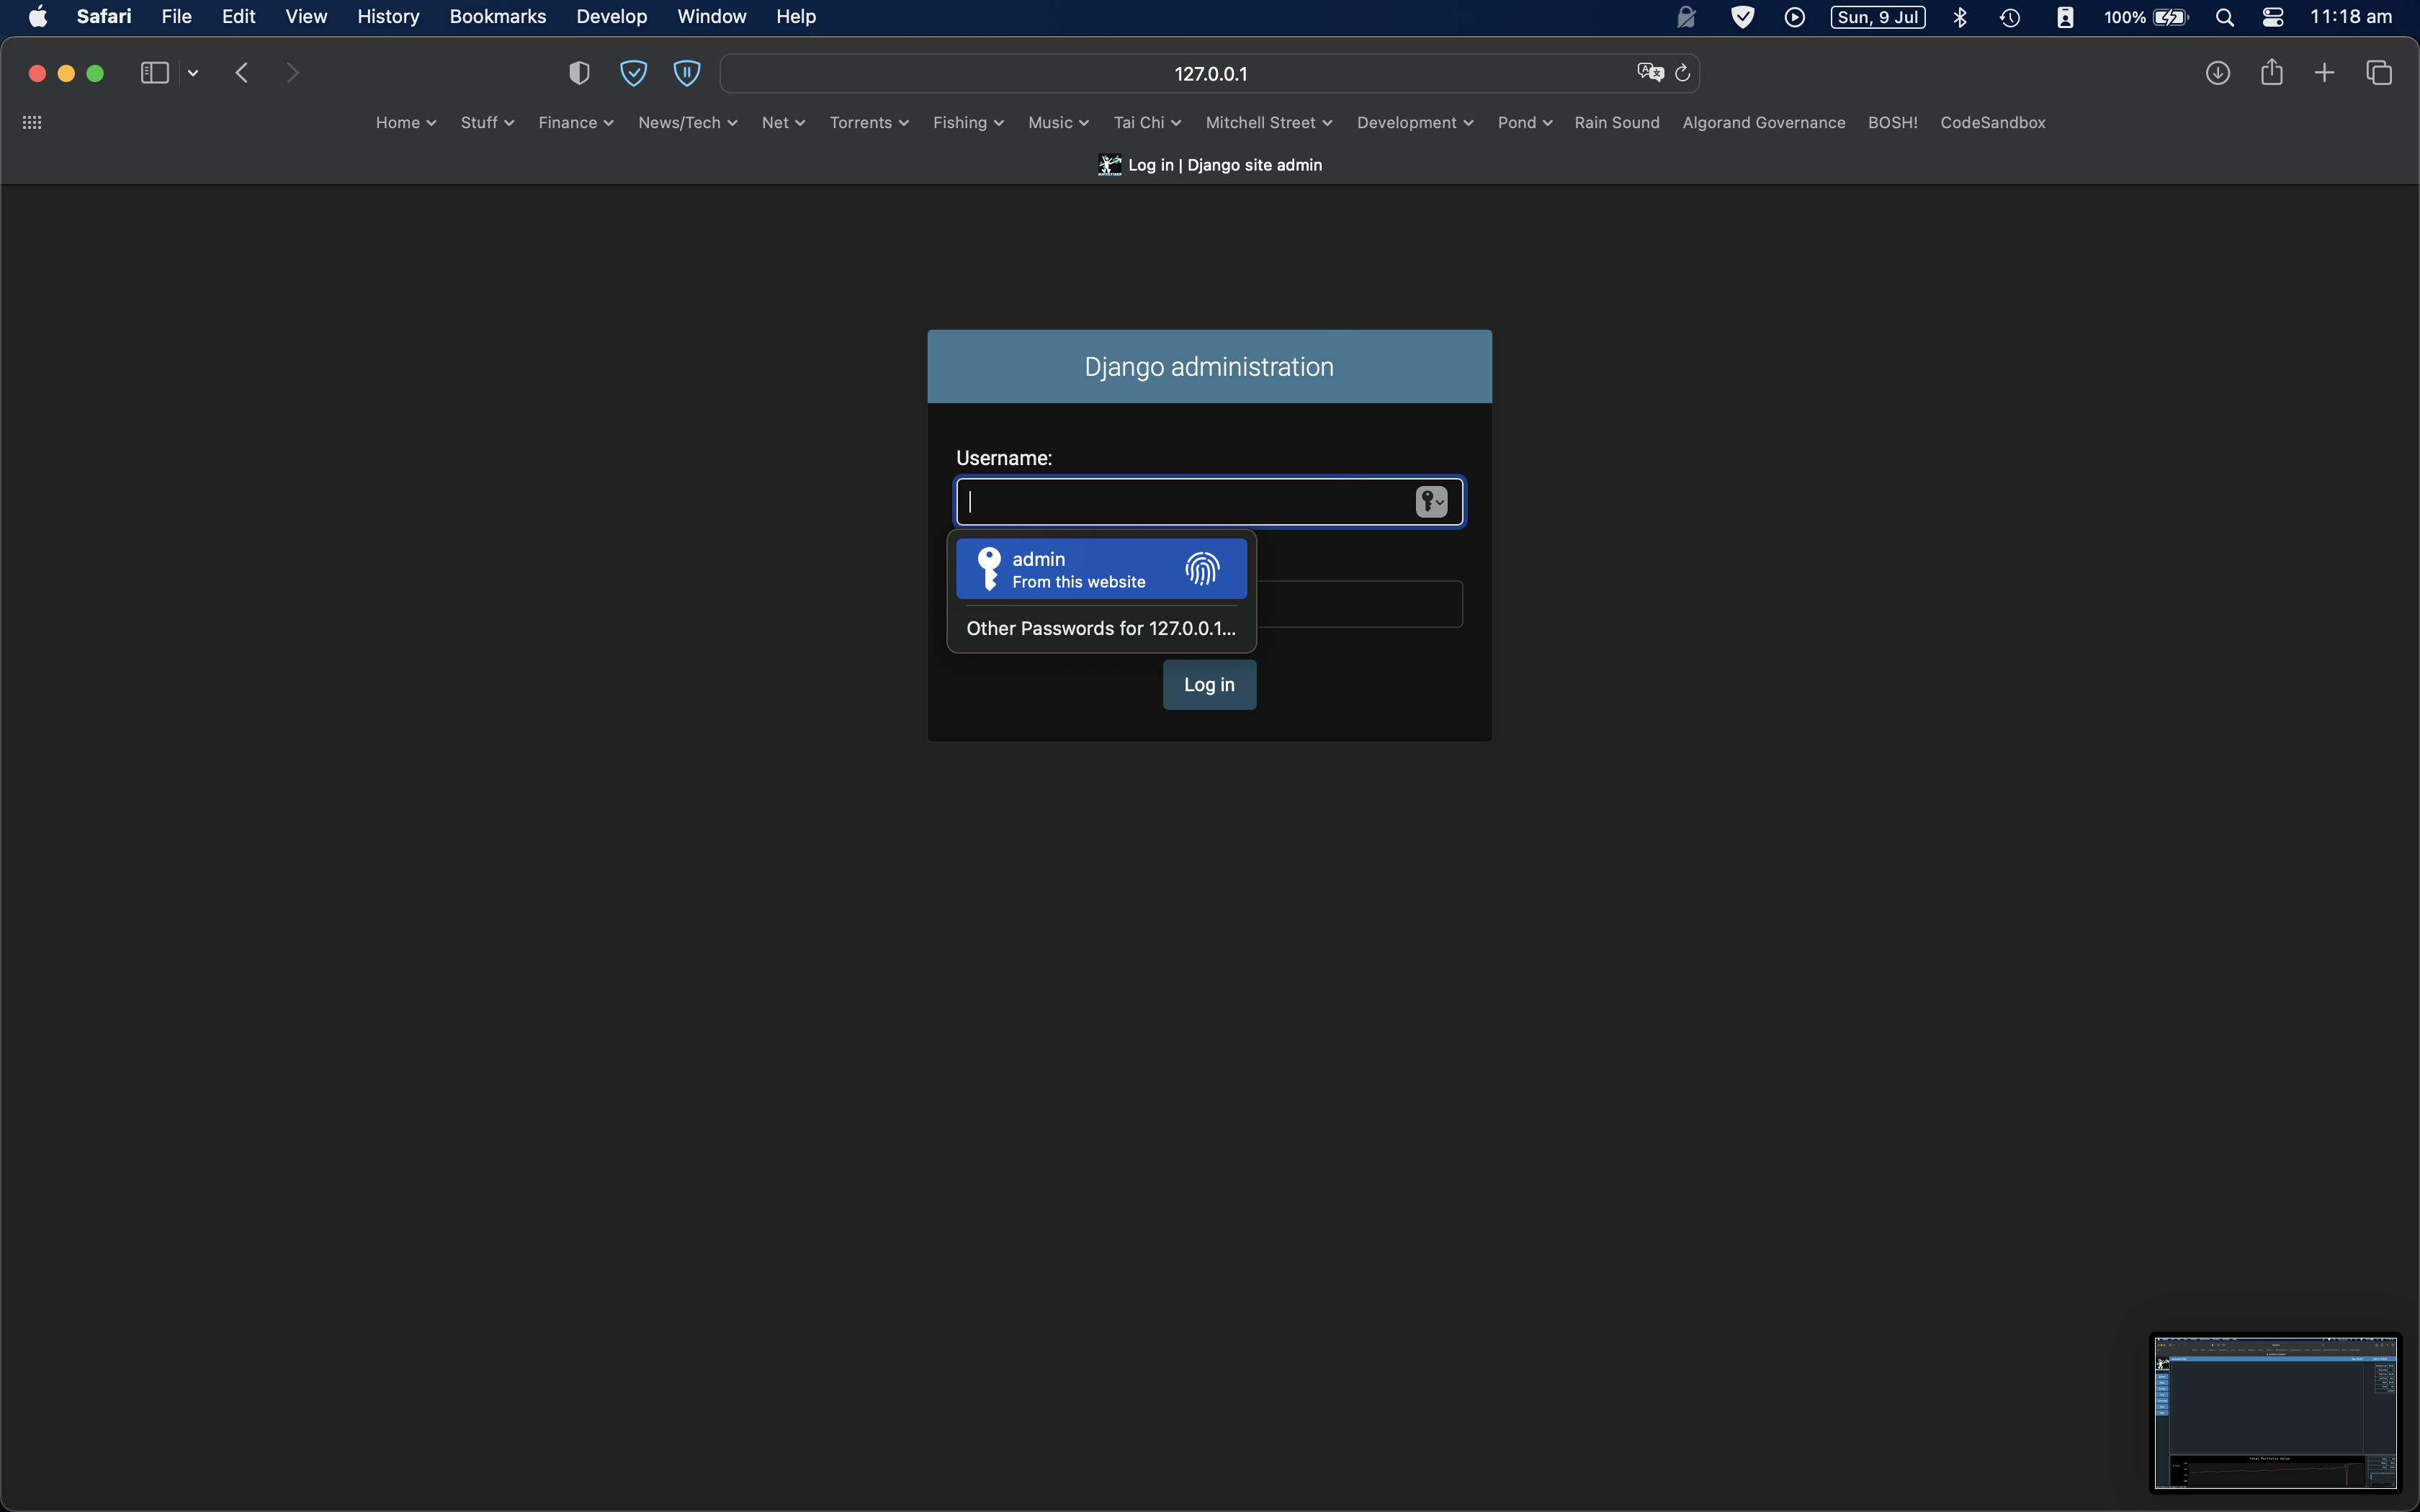 Safari File Edit View History Bookmarks Develop Window Help Sun, 9 Jul 100% 11:18 am
127.0.0.1
Home Stuff Finance News/Tech Net Torrents Fishing Music Tai Chi Mitchell Street Development Pond Rain Sound Algorand Governance BOSH! CodeSandbox
Log in | Django site admin
Django administration
Username:
admin
From this website
Other Passwords for 127.0.0.1...
Log in
Total Portfolio Value